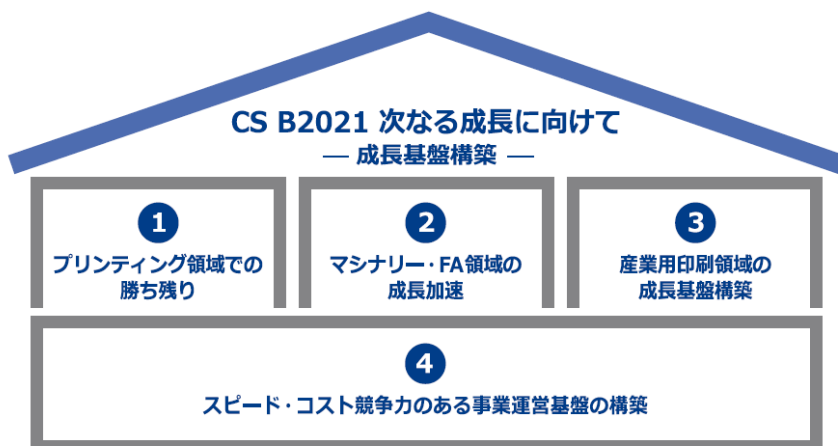 CS B2021 次なる成長に向けて
― 成長基盤構築 ―
1
プリンティング領域での
勝ち残り
2
マシナリー・FA領域の
成長加速
3
産業用印刷領域の
成長基盤構築
4
スピード・コスト競争力のある事業運営基盤の構築